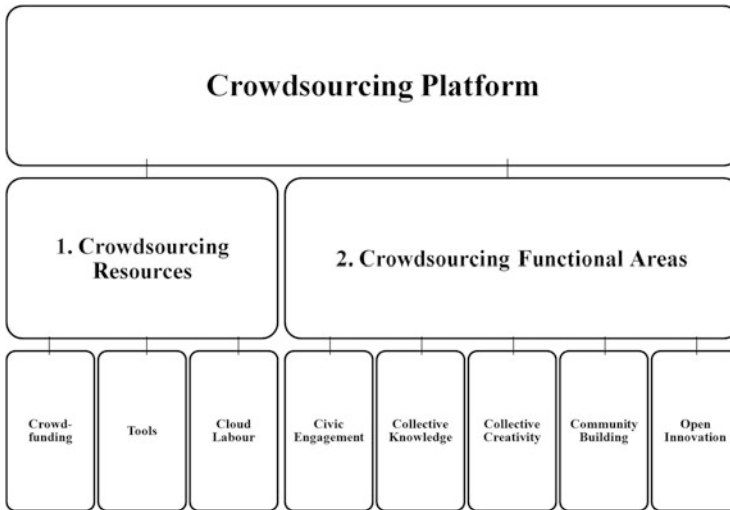 Crowdsourcing Platform
1. Crowdsourcing
Resources
2. Crowdsourcing Functional Areas
Crowd-
funding
Tools
Cloud
Labour
Civic
Engagement
Collective
Knowledge
Collective
Creativity
Community
Building
Open
Innovation